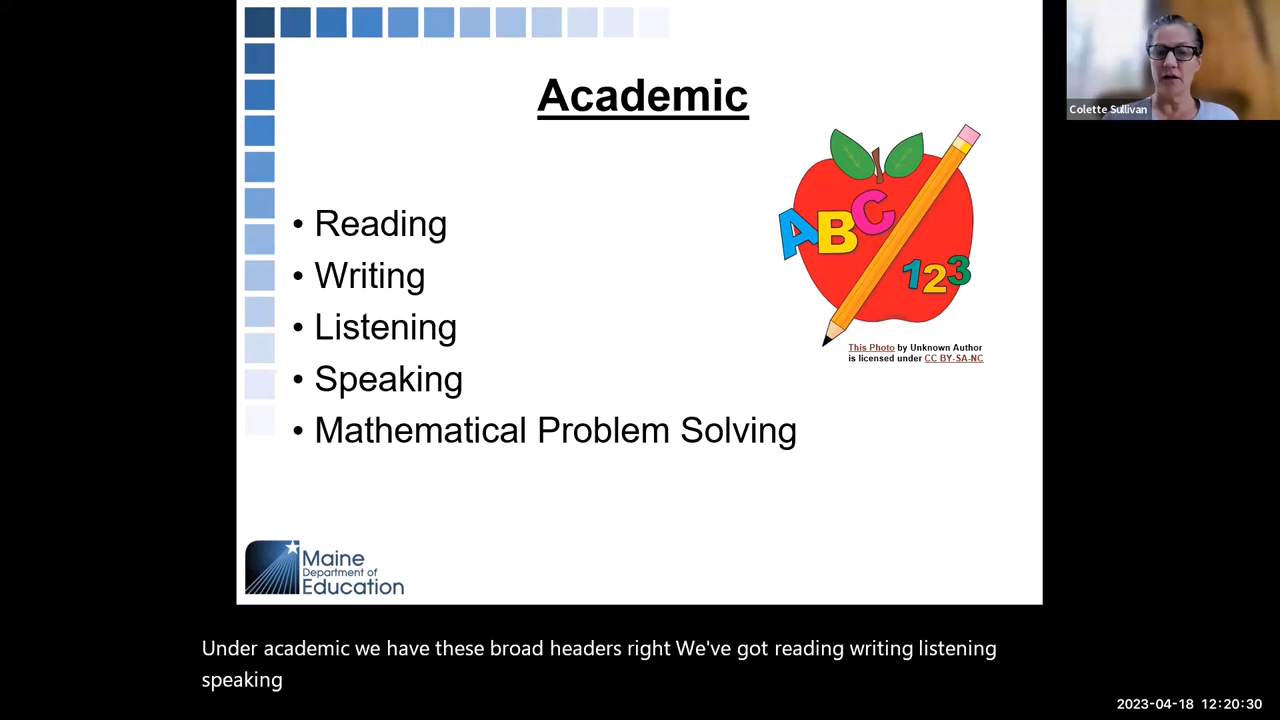 Academic
• Reading
• Writing
• Listening
• Speaking
• Mathematical Problem Solving
ABC
123
This Photo by Unknown Author
is licensed under CC BY-SA-NC
Maine
Department of
Education
Colette Sullivan
Under academic we have these broad headers right We've got reading writing listening
speaking
2023-04-18 12:20:30